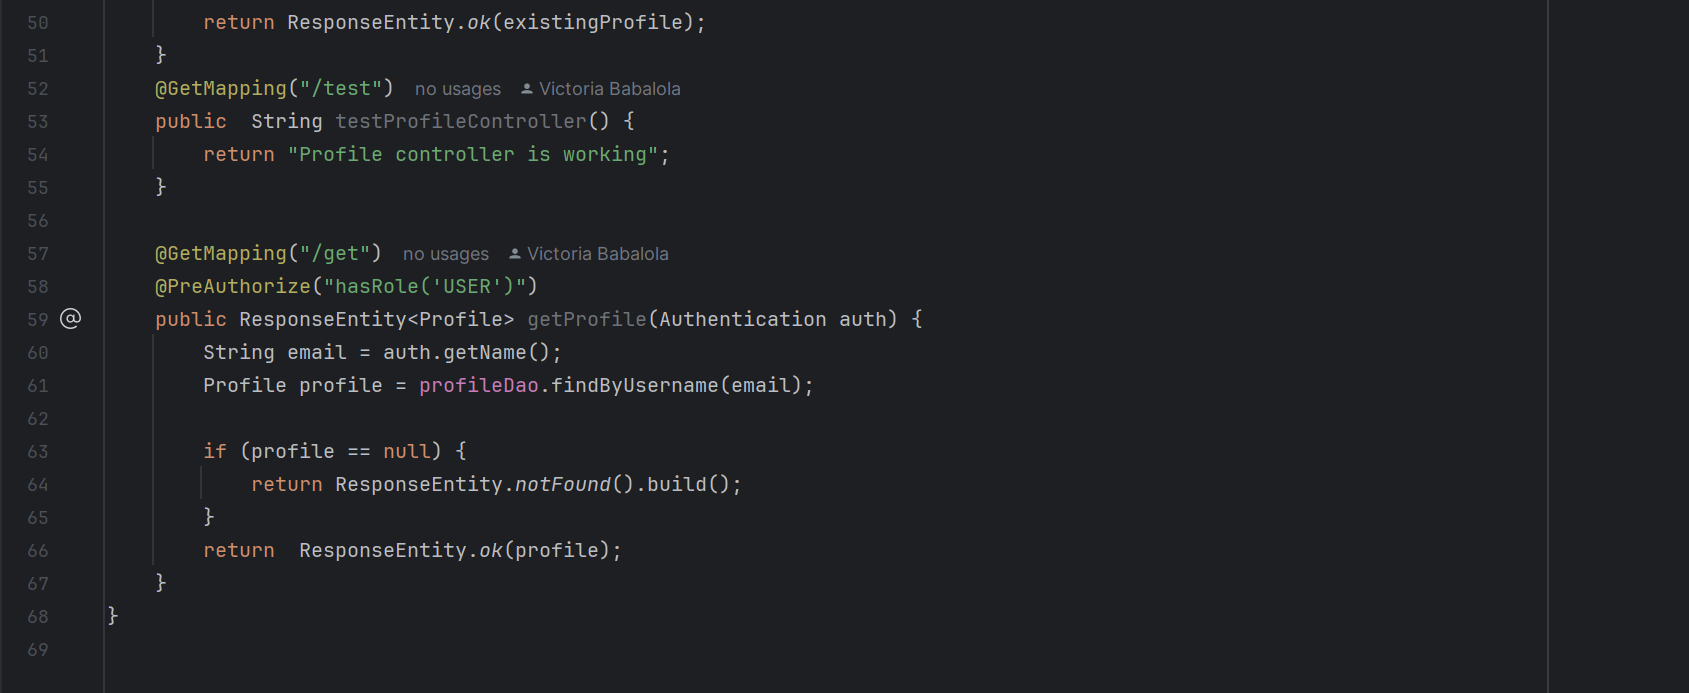 50 return ResponseEntity.ok(existingProfile);
51 }
52 @GetMapping("/test") no usages Victoria Babalola
53 public  String testProfileController() {
54 return "Profile controller is working";
55 }
56
57 @GetMapping("/get") no usages Victoria Babalola
58 @PreAuthorize("hasRole('USER')")
59 @ public ResponseEntity<Profile> getProfile(Authentication auth) {
60 String email = auth.getName();
61 Profile profile = profileDao.findByUsername(email);
62
63 if (profile == null) {
64 return ResponseEntity.notFound().build();
65 }
66 return  ResponseEntity.ok(profile);
67 }
68 }
69